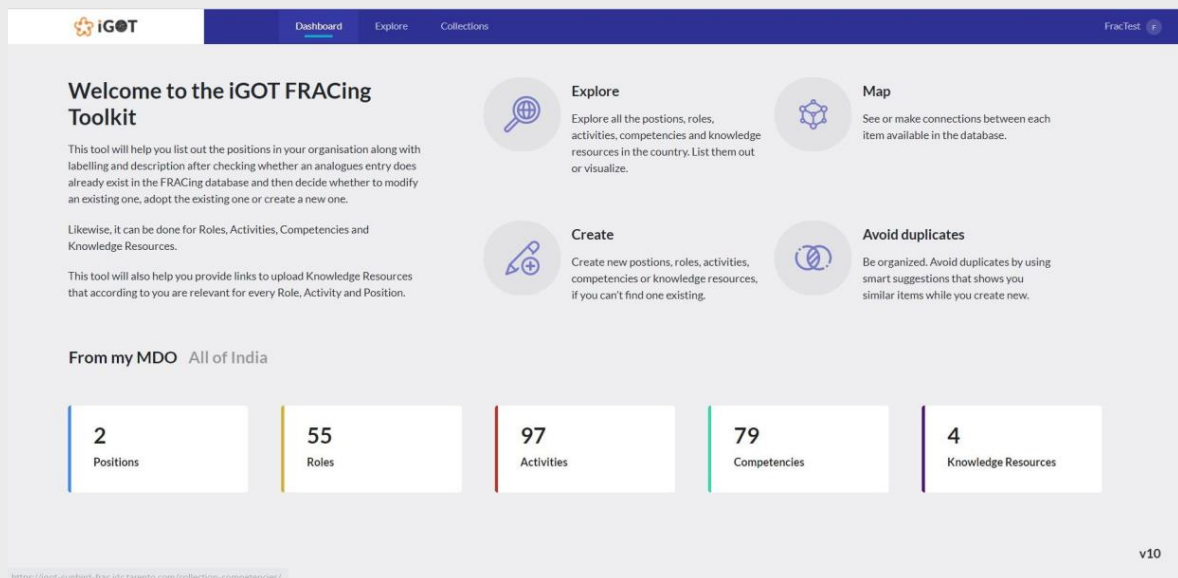 iGOT
Dashboard Explore Collections
FracTest F
Welcome to the iGOT FRACing
Toolkit
This tool will help you list out the positions in your organisation along with
labelling and description after checking whether an analogues entry does
already exist in the FRACing database and then decide whether to modify
an existing one, adopt the existing one or create a new one.
Likewise, it can be done for Roles, Activities, Competencies and
Knowledge Resources.
This tool will also help you provide links to upload Knowledge Resources
that according to you are relevant for every Role, Activity and Position.
Explore
Explore all the postions, roles,
activities, competencies and knowledge
resources in the country. List them out
or visualize.
Map
See or make connections between each
item available in the database.
Create
Create new postions, roles, activities,
competencies or knowledge resources,
if you can't find one existing.
Avoid duplicates
Be organized. Avoid duplicates by using
smart suggestions that shows you
similar items while you create new.
From my MDO All of India
2
Positions
55
Roles
97
Activities
79
Competencies
4
Knowledge Resources
v10